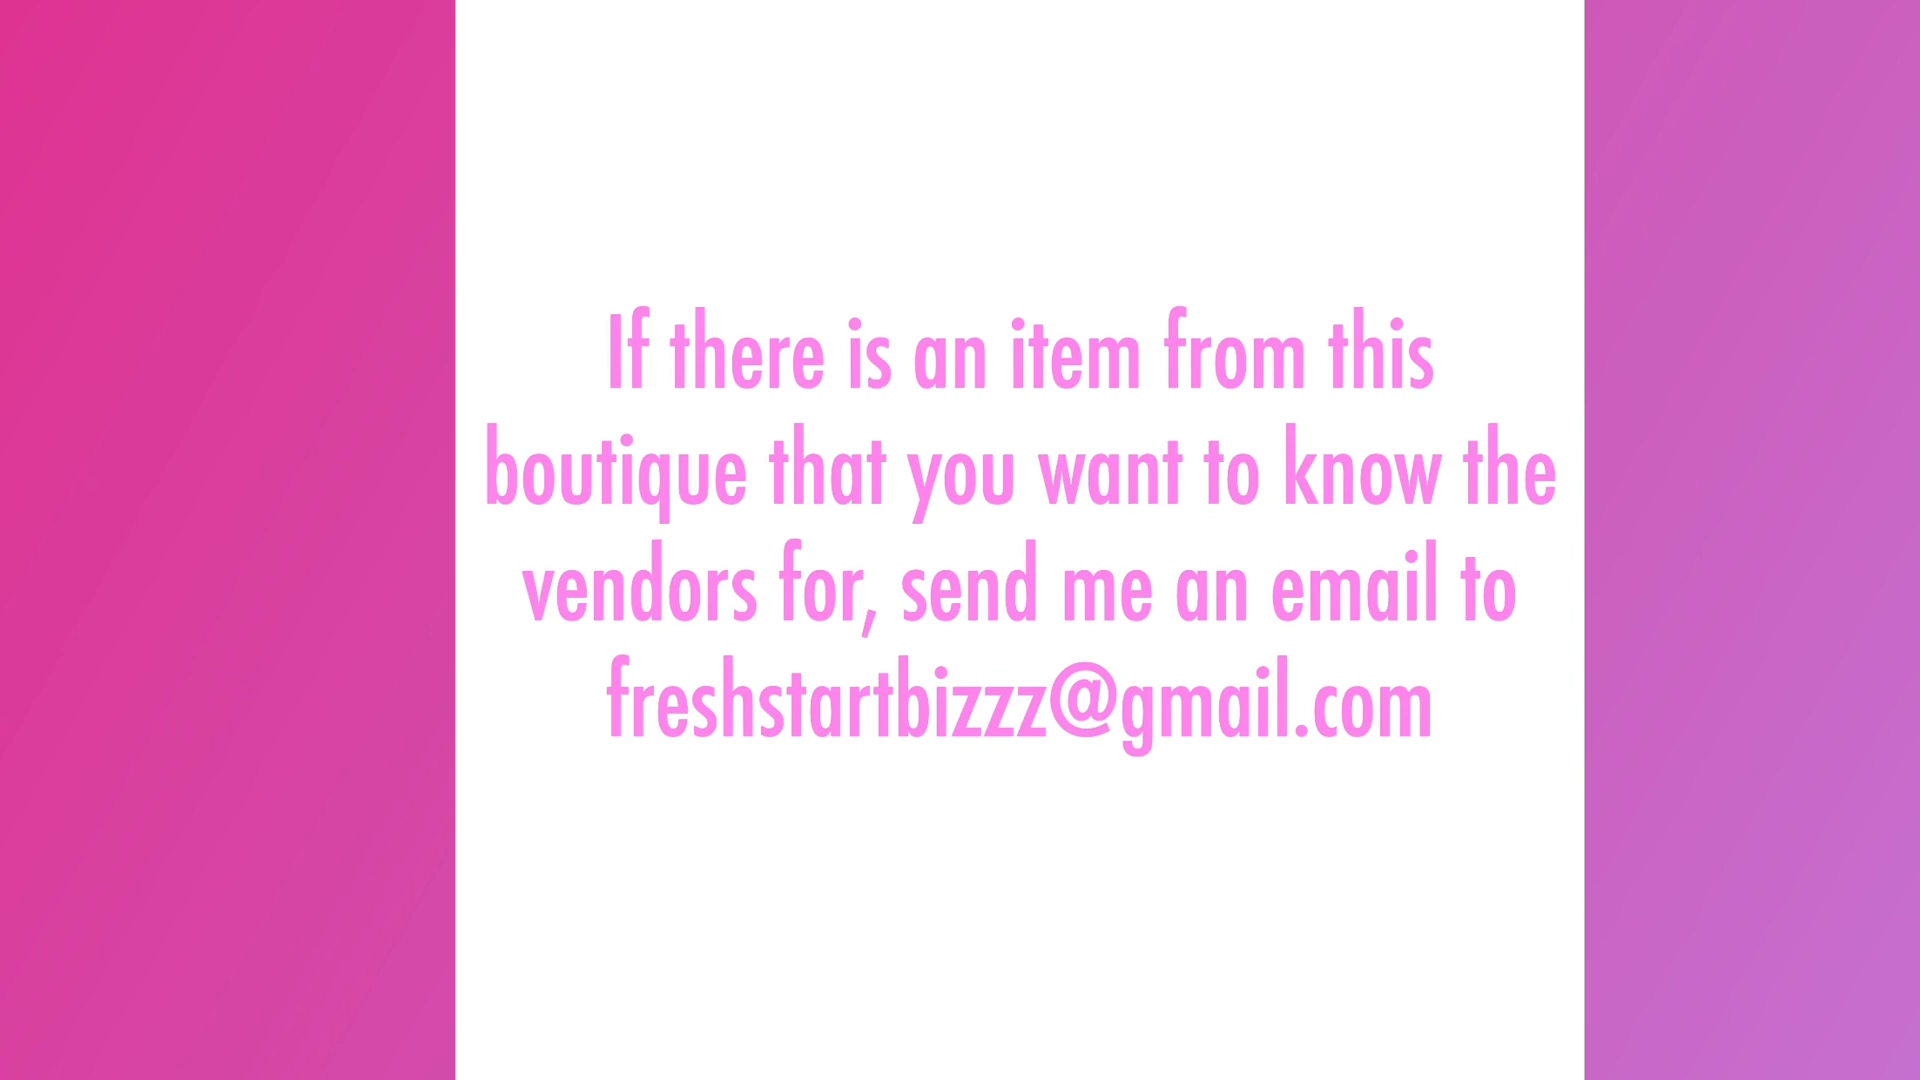 If there is an item from this
boutique that you want to know the
vendors for, send me an email to
freshstartbizzz@gmail.com